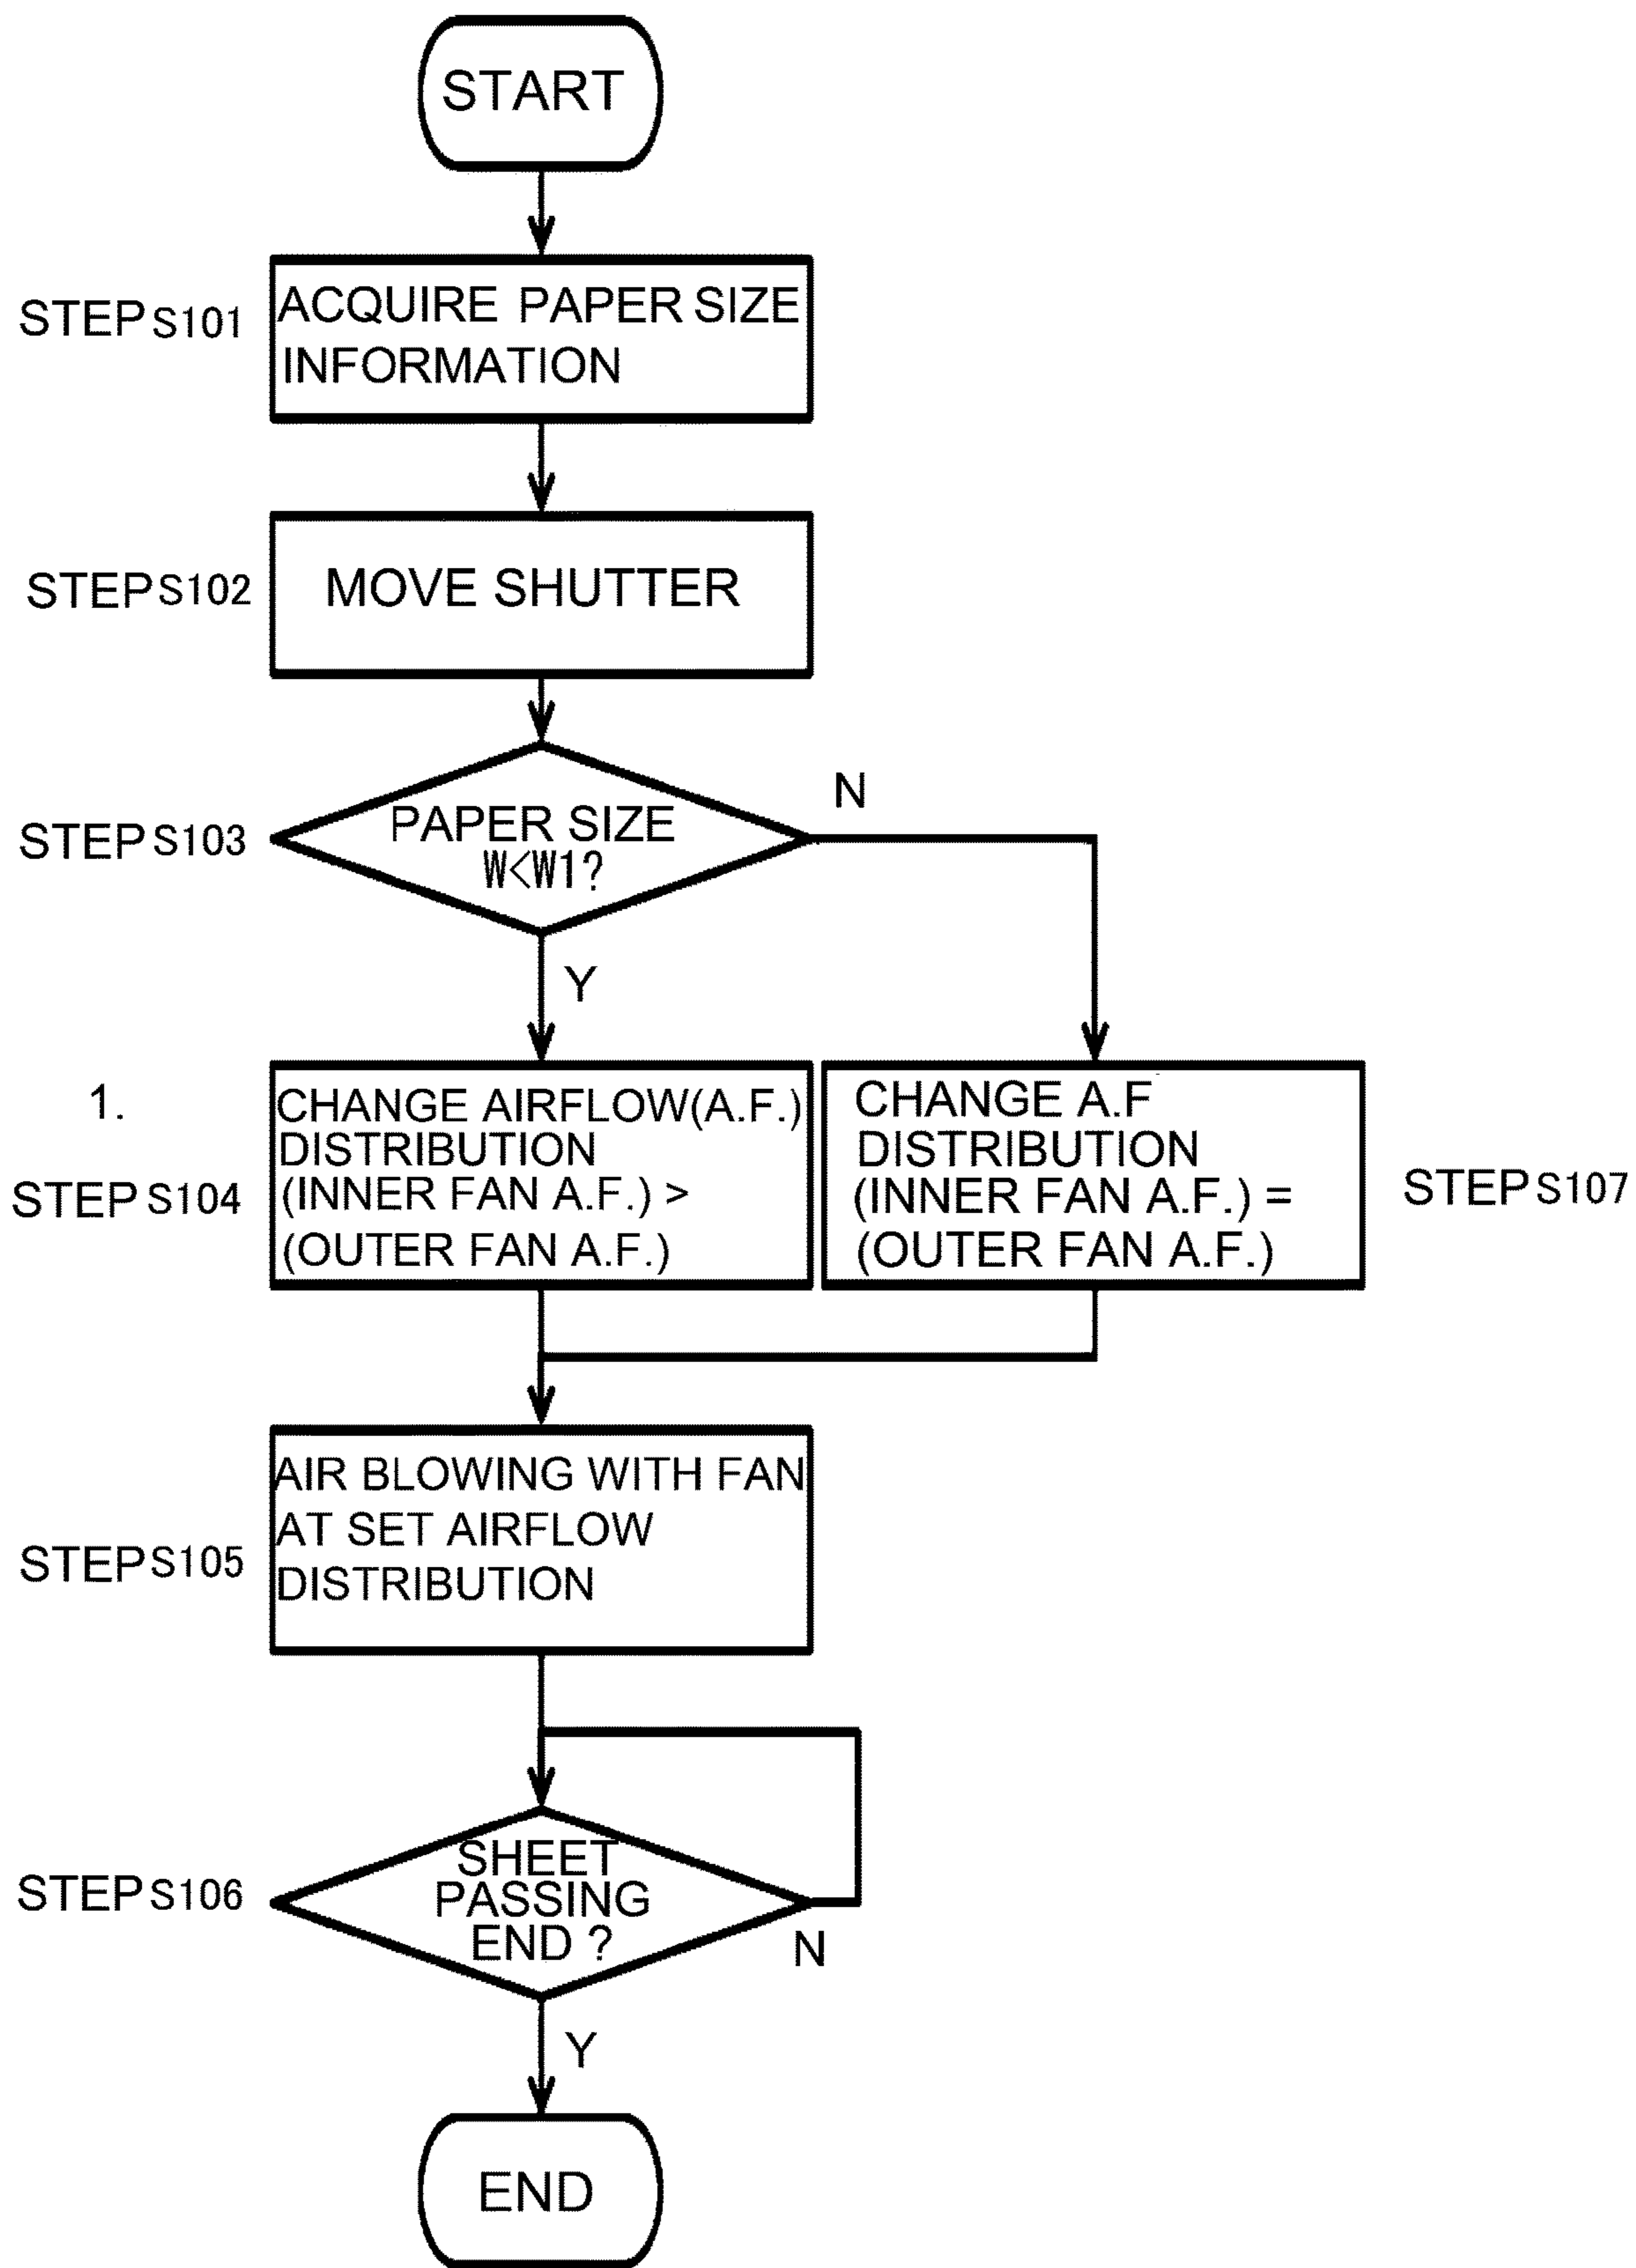 START
STEP S101
ACQUIRE PAPER SIZE
INFORMATION
STEP S102
MOVE SHUTTER
STEP S103
PAPER SIZE
W<W1?
N
Y
1.
STEP S104
CHANGE AIRFLOW(A.F.)
DISTRIBUTION
(INNER FAN A.F.) >
(OUTER FAN A.F.)
CHANGE A.F
DISTRIBUTION
(INNER FAN A.F.) =
(OUTER FAN A.F.)
STEP S107
STEP S105
AIR BLOWING WITH FAN
AT SET AIRFLOW
DISTRIBUTION
STEP S106
SHEET
PASSING
END ?
N
Y
END